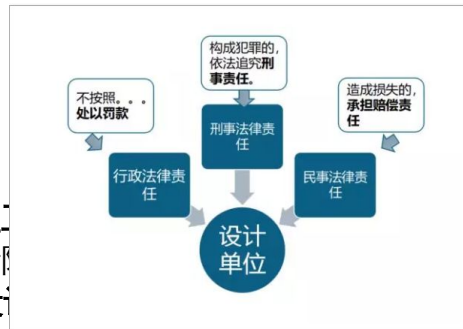 构成犯罪的,
依法追究刑
事责任。
不按照。。。
处以罚款
造成损失的,
承担赔偿责
任
刑事法律责
任
行政法律责
任
民事法律责
任
设计
单位